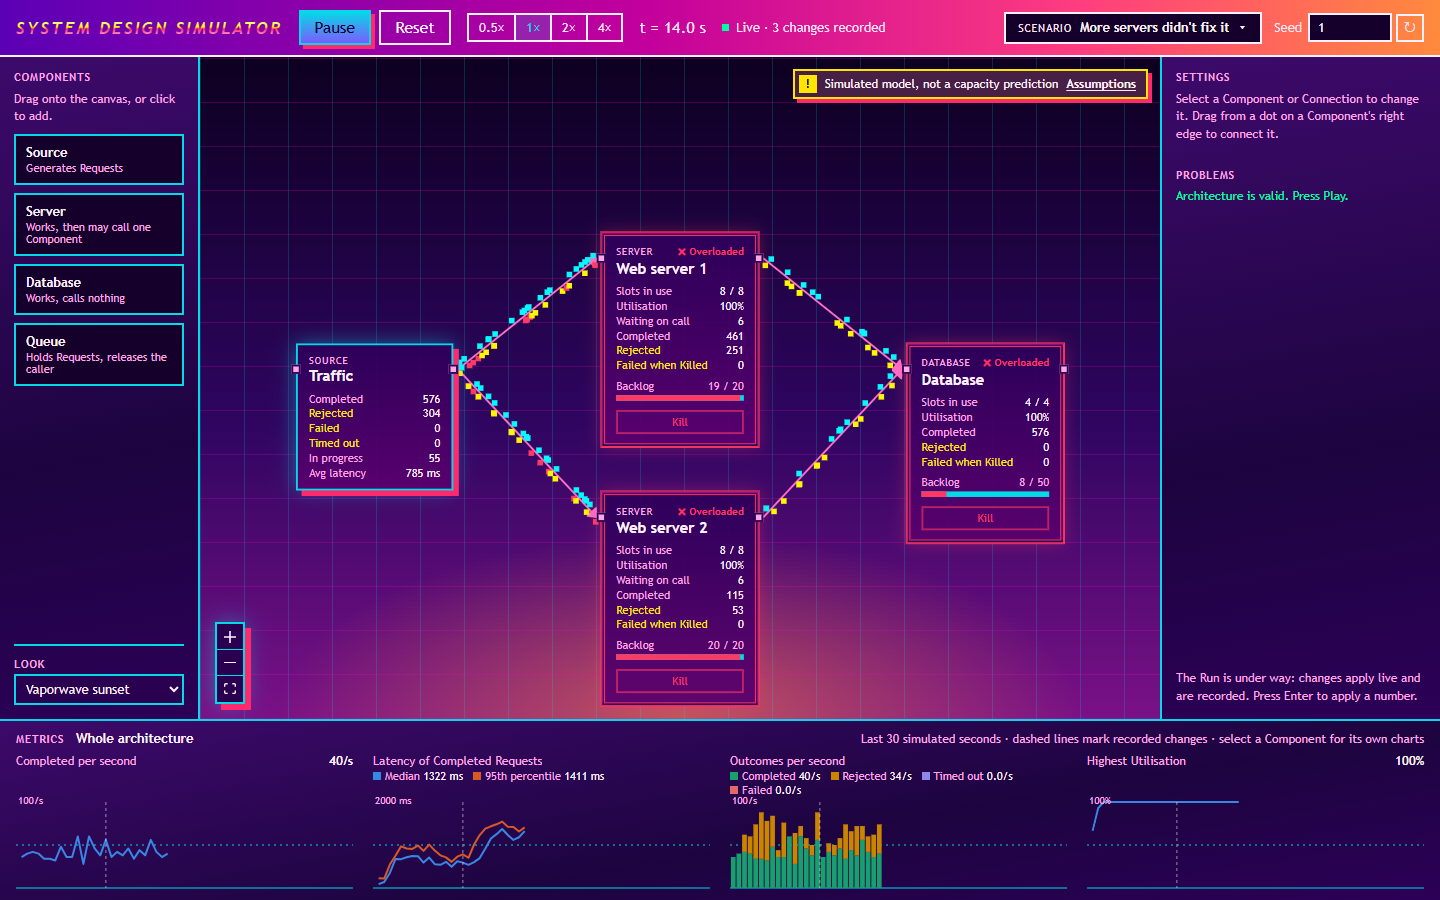 SYSTEM DESIGN SIMULATOR
Pause
Reset
0.5x 1x 2x 4x
t = 14.0 s
Live · 3 changes recorded
SCENARIO More servers didn't fix it
Seed 1
COMPONENTS
Drag onto the canvas, or click
to add.
Source
Generates Requests
Server
Works, then may call one
Component
Database
Works, calls nothing
Queue
Holds Requests, releases the
caller
LOOK
Vaporwave sunset
! Simulated model, not a capacity prediction Assumptions
SOURCE
Traffic
Completed 576
Rejected 304
Failed 0
Timed out 0
In progress 55
Avg latency 785 ms
SERVER Overloaded
Web server 1
Slots in use 8 / 8
Utilisation 100%
Waiting on call 6
Completed 461
Rejected 251
Failed when Killed 0
Backlog 19 / 20
Kill
SERVER Overloaded
Web server 2
Slots in use 8 / 8
Utilisation 100%
Waiting on call 6
Completed 115
Rejected 53
Failed when Killed 0
Backlog 20 / 20
Kill
DATABASE Overloaded
Database
Slots in use 4 / 4
Utilisation 100%
Completed 576
Rejected 0
Failed when Killed 0
Backlog 8 / 50
Kill
SETTINGS
Select a Component or Connection to change
it. Drag from a dot on a Component's right
edge to connect it.
PROBLEMS
Architecture is valid. Press Play.
The Run is under way: changes apply live and
are recorded. Press Enter to apply a number.
METRICS Whole architecture
Last 30 simulated seconds · dashed lines mark recorded changes · select a Component for its own charts
Completed per second 40/s
100/s
Latency of Completed Requests
Median 1322 ms 95th percentile 1411 ms
2000 ms
Outcomes per second
Completed 40/s Rejected 34/s Timed out 0.0/s
Failed 0.0/s
100/s
Highest Utilisation 100%
100%